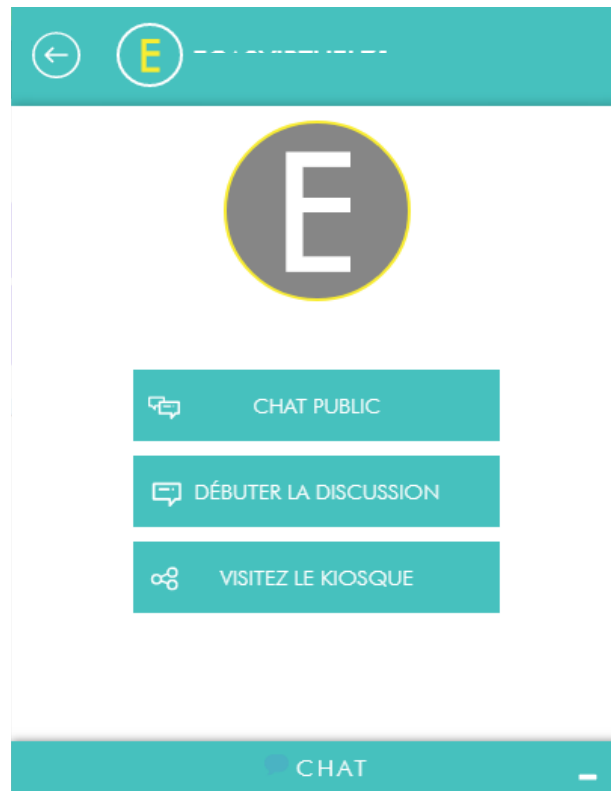 E
E
CHAT PUBLIC
DÉBUTER LA DISCUSSION
VISITEZ LE KIOSQUE
CHAT